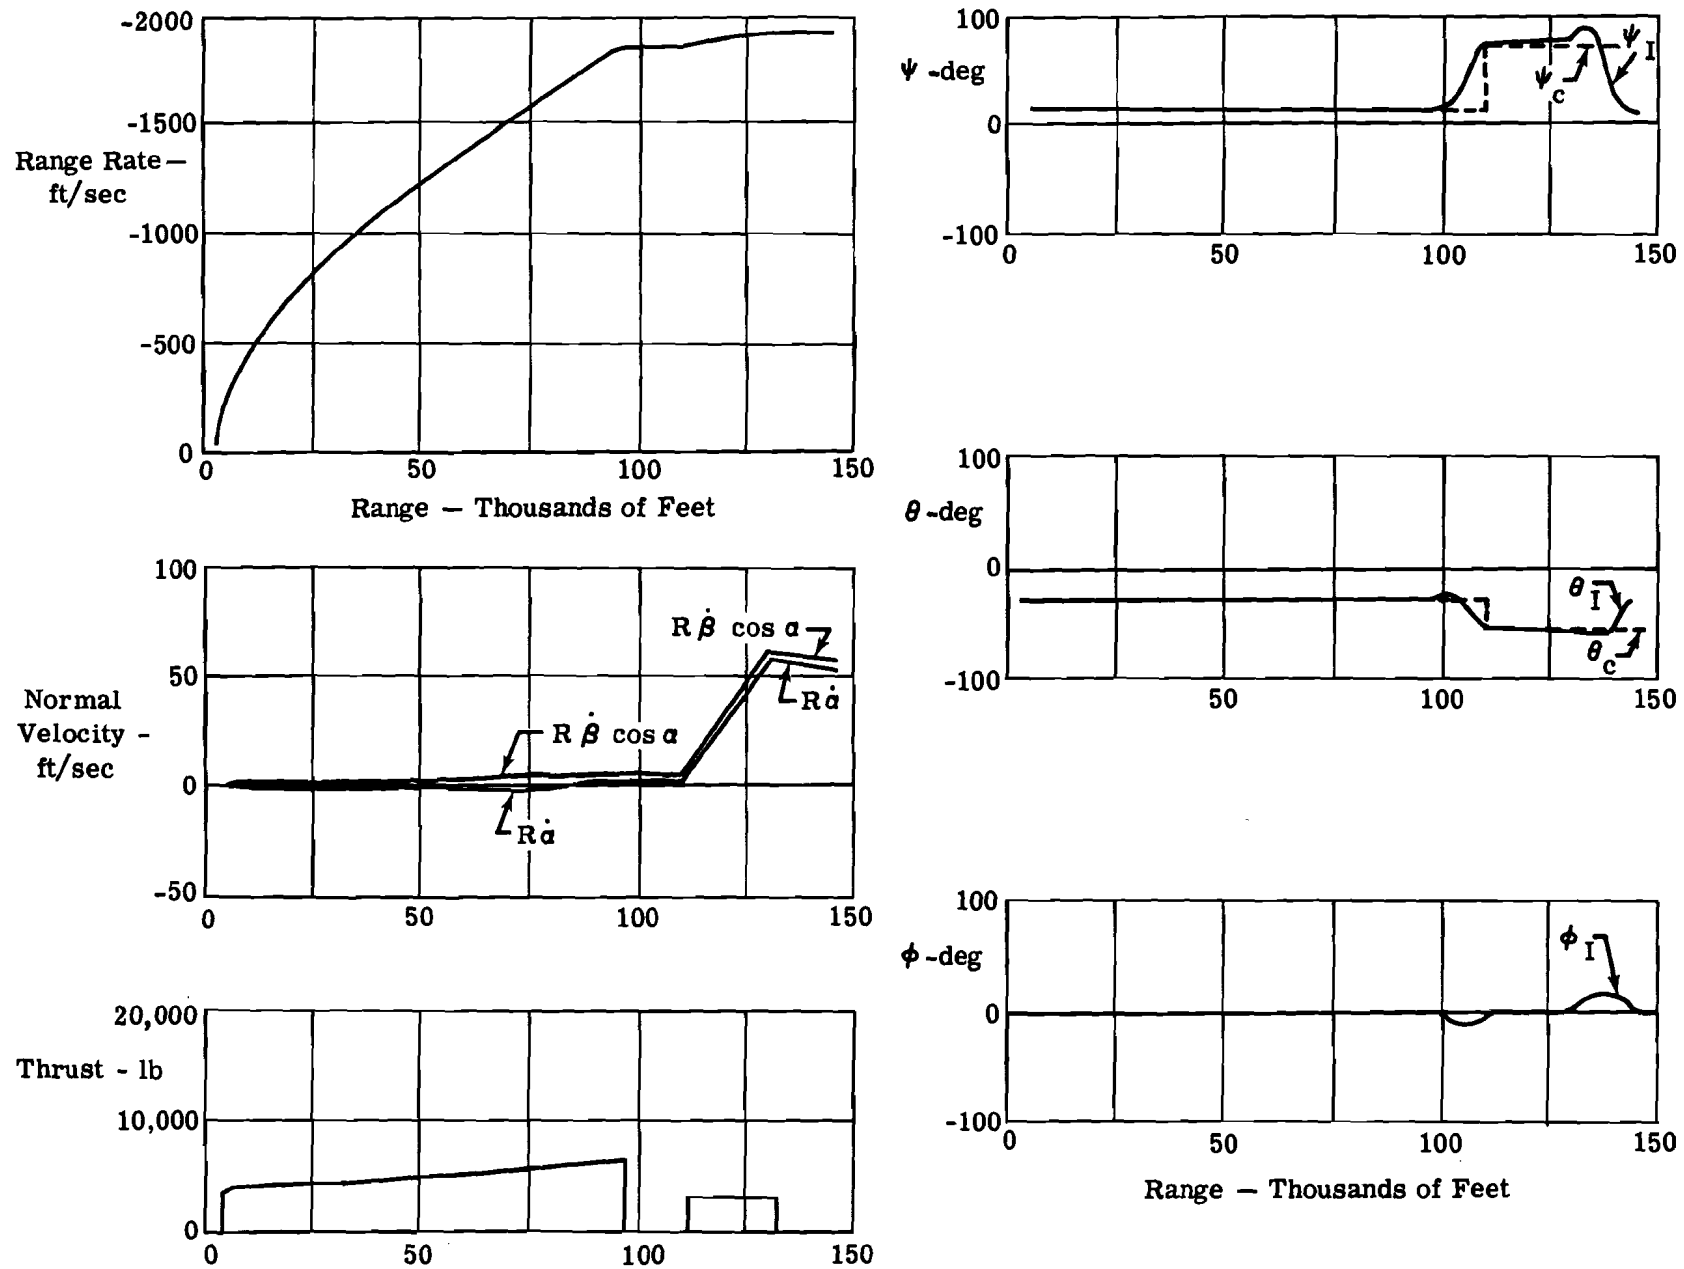 -2000
-1500
Range Rate —
ft/sec
-1000
-500
0
0 50 100 150
Range — Thousands of Feet
100
50
Normal
Velocity -
ft/sec
0
-50
R β̇ cos α
R α̇
R β̇ cos α
R α̇
0 50 100 150
20,000
Thrust - lb
10,000
0
0 50 100 150
100
ψ -deg
0
-100
ψ I
ψ c
0 50 100 150
100
θ -deg
0
-100
θ I
θ c
50 100 150
100
ϕ -deg
0
-100
ϕ I
0 50 100 150
Range — Thousands of Feet